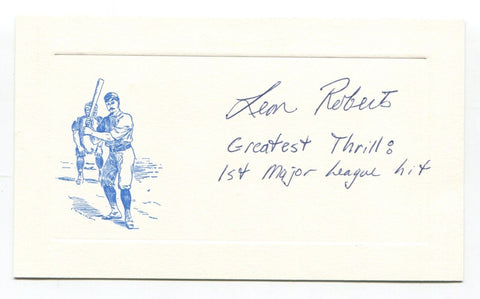 Leon Roberts
Greatest Thrill:
1st Major League hit